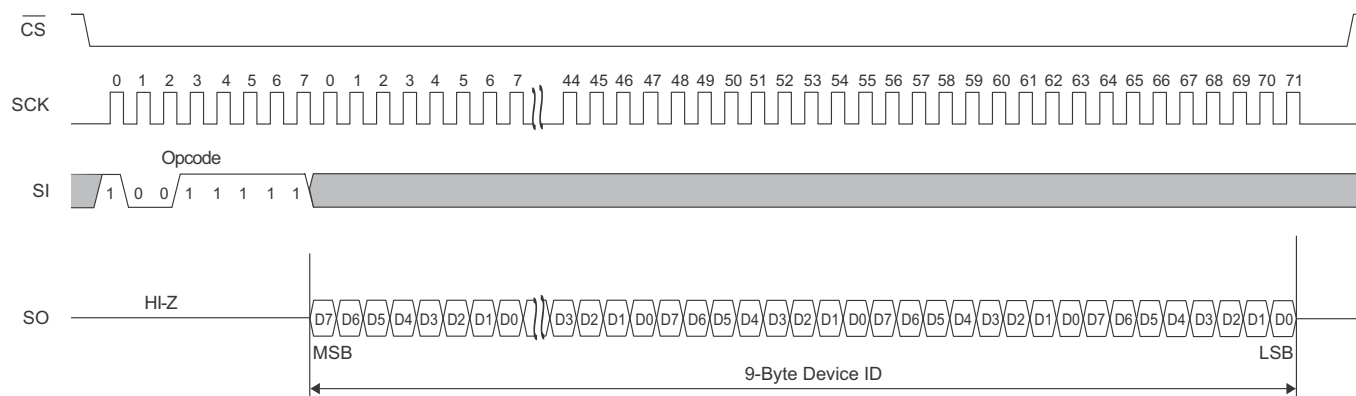 CS
0 1 2 3 4 5 6 7 0 1 2 3 4 5 6 7 44 45 46 47 48 49 50 51 52 53 54 55 56 57 58 59 60 61 62 63 64 65 66 67 68 69 70 71
SCK
Opcode
SI 1 0 0 1 1 1 1 1
HI-Z
SO D7 D6 D5 D4 D3 D2 D1 D0 D3 D2 D1 D0 D7 D6 D5 D4 D3 D2 D1 D0 D7 D6 D5 D4 D3 D2 D1 D0 D7 D6 D5 D4 D3 D2 D1 D0
MSB LSB
9-Byte Device ID